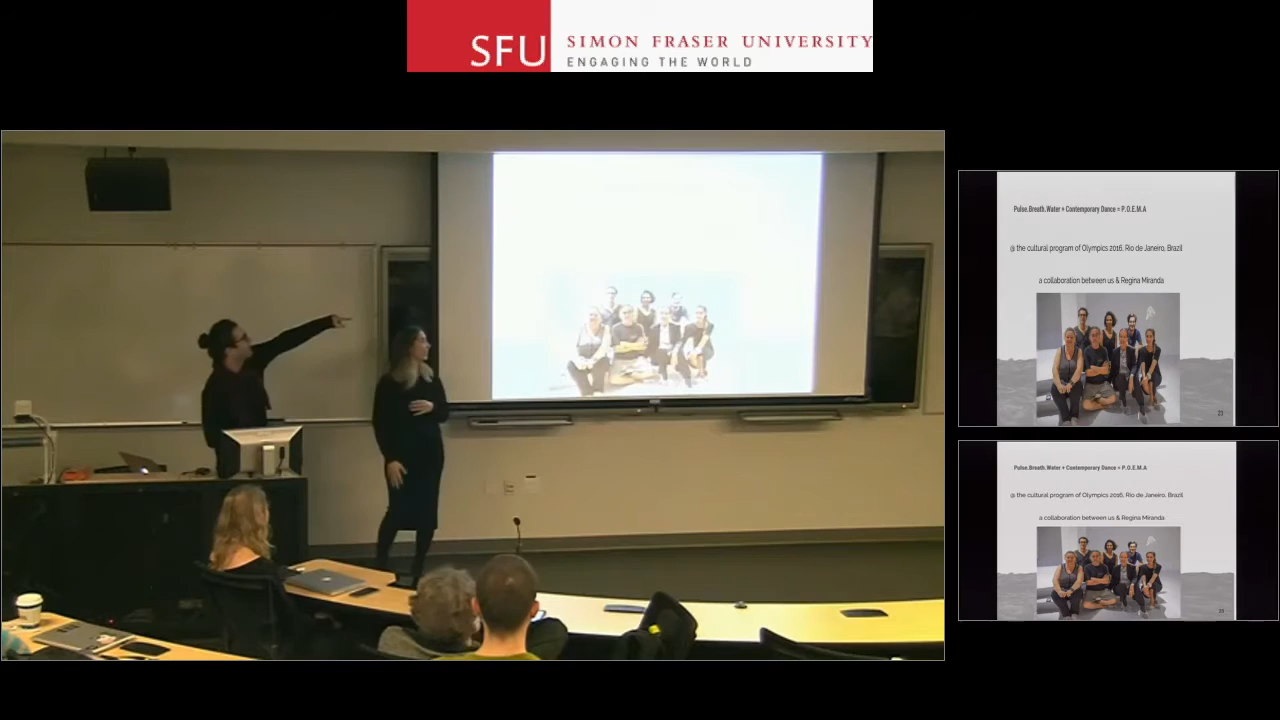 SFU
SIMON FRASER UNIVERSITY
ENGAGING THE WORLD
Pulse.Breath.Water + Contemporary Dance = P.O.E.M.A
@ the cultural program of Olympics 2016, Rio de Janeiro, Brazil
a collaboration between us & Regina Miranda
23
Pulse.Breath.Water + Contemporary Dance = P.O.E.M.A
@ the cultural program of Olympics 2016, Rio de Janeiro, Brazil
a collaboration between us & Regina Miranda
23